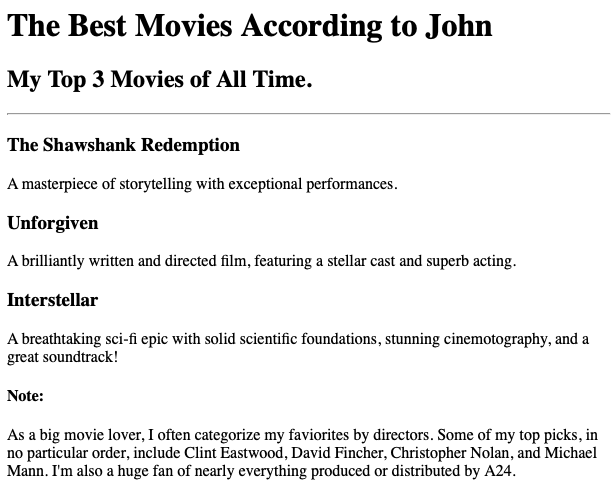 The Best Movies According to John
My Top 3 Movies of All Time.
The Shawshank Redemption
A masterpiece of storytelling with exceptional performances.
Unforgiven
A brilliantly written and directed film, featuring a stellar cast and superb acting.
Interstellar
A breathtaking sci-fi epic with solid scientific foundations, stunning cinemotography, and a
great soundtrack!
Note:
As a big movie lover, I often categorize my faviorites by directors. Some of my top picks, in
no particular order, include Clint Eastwood, David Fincher, Christopher Nolan, and Michael
Mann. I'm also a huge fan of nearly everything produced or distributed by A24.